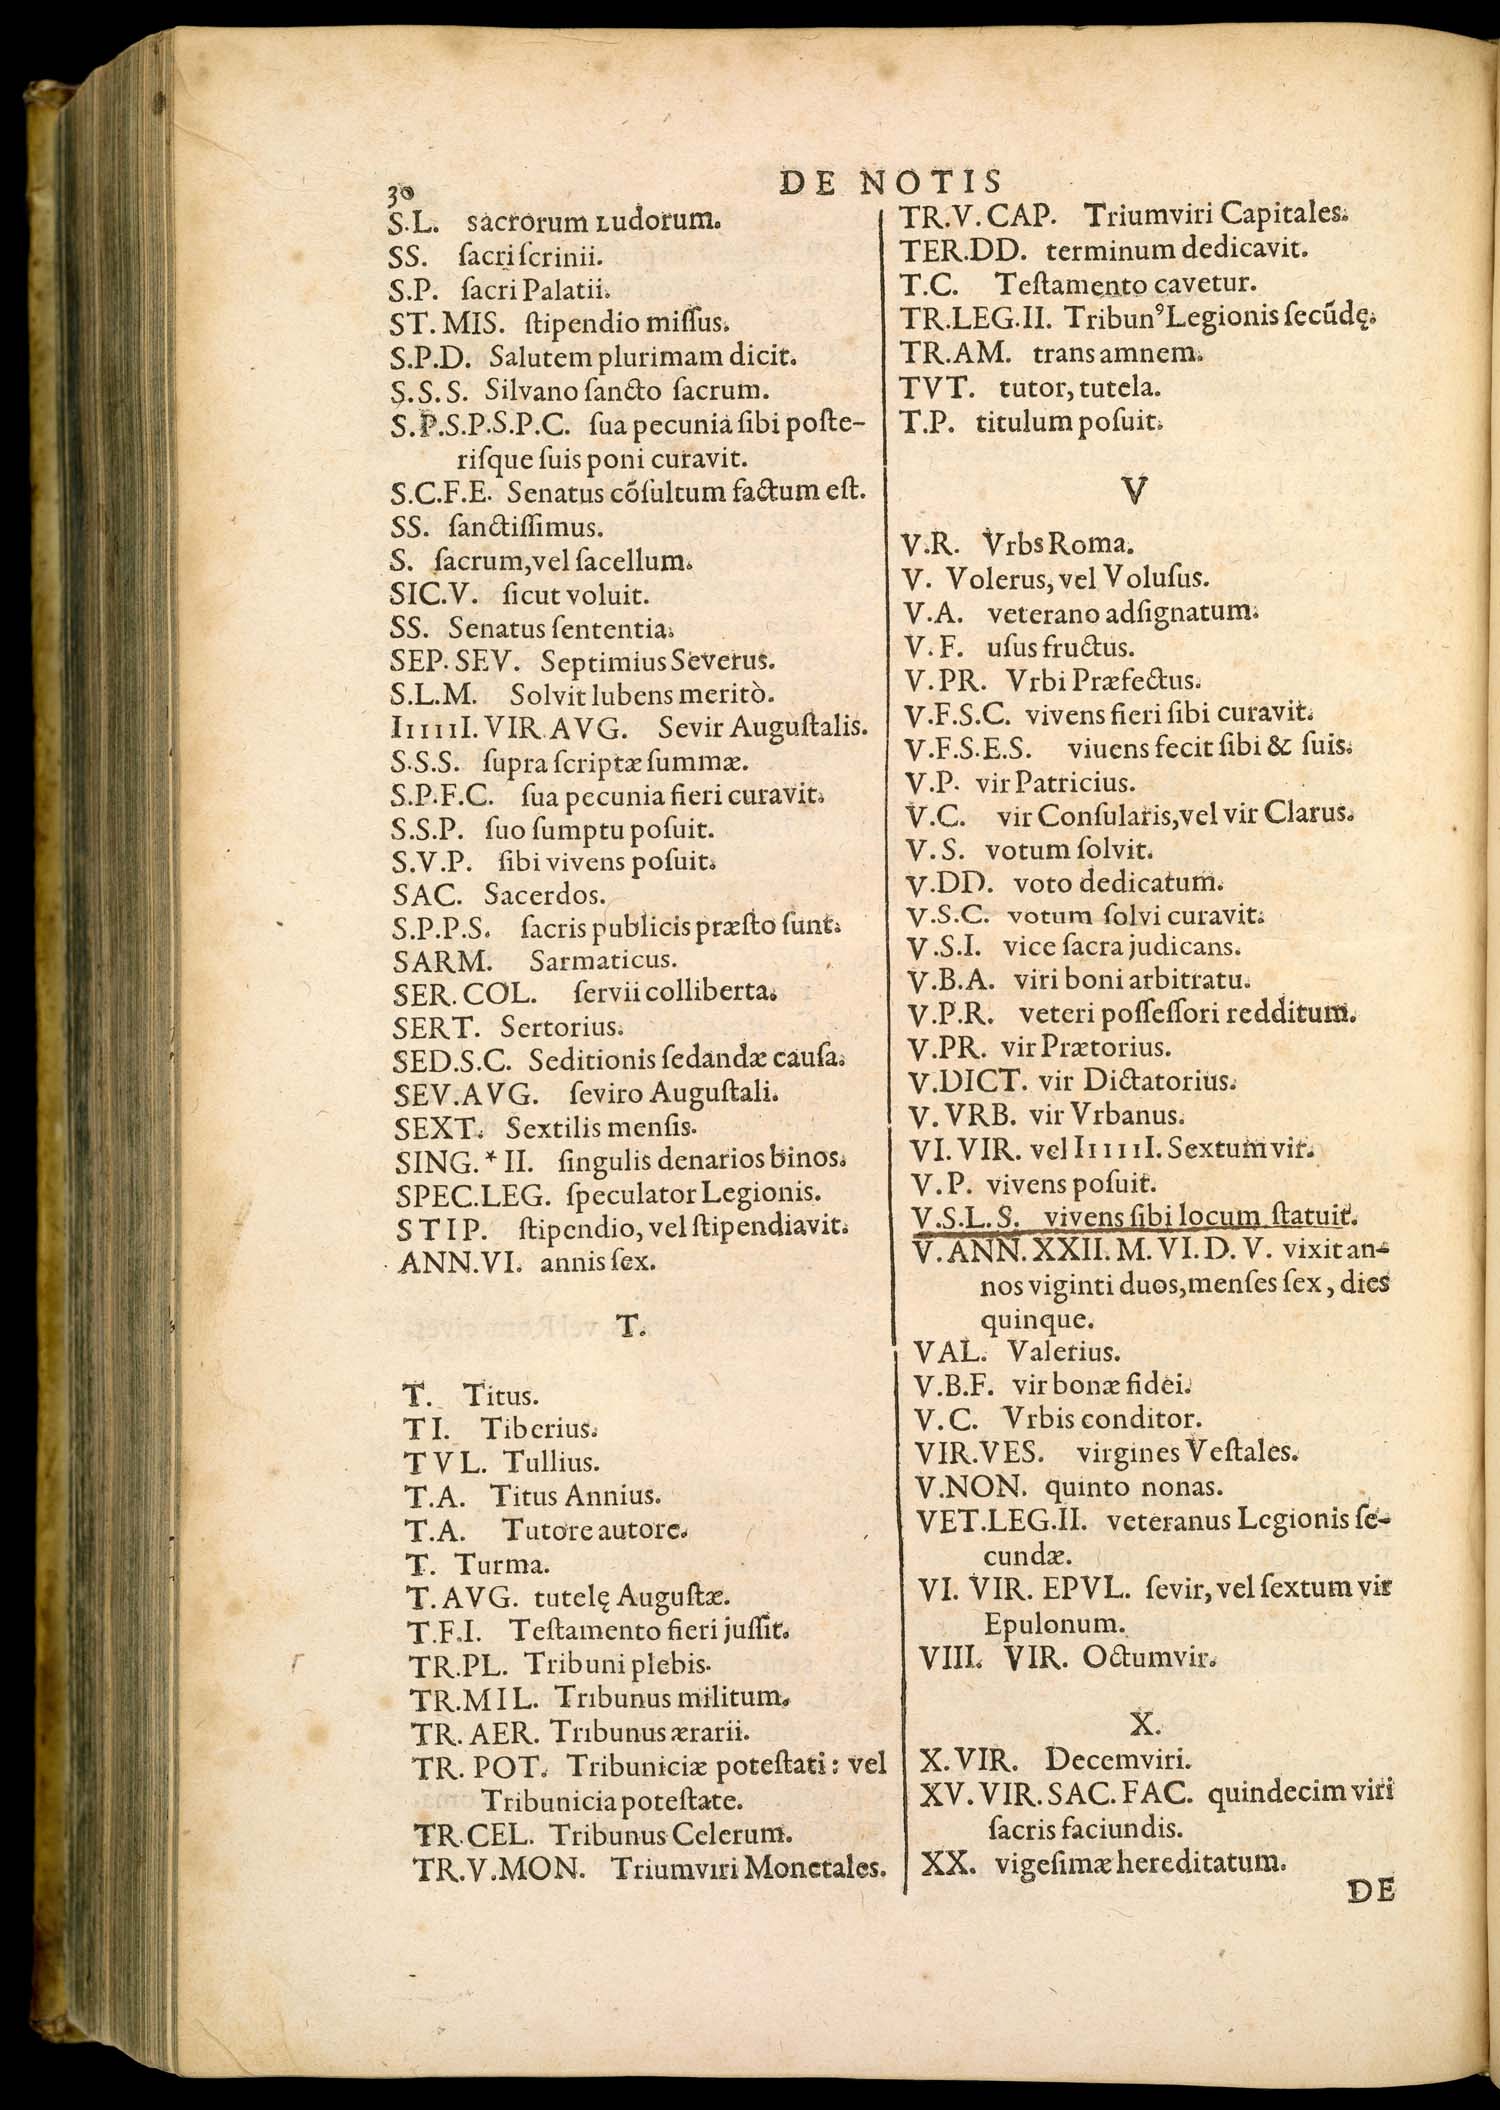 30
DE NOTIS
S.L. sacrorum Ludorum.
SS. ſacri ſcrinii.
S.P. ſacri Palatii.
ST. MIS. ſtipendio miſſus.
S.P.D. Salutem plurimam dicit.
S.S.S. Silvano ſancto ſacrum.
S.P.S.P.S.P.C. ſua pecunia ſibi poſte-
riſque ſuis poni curavit.
S.C.F.E. Senatus cõſultum factum eſt.
SS. ſanctiſſimus.
S. ſacrum, vel ſacellum.
SIC.V. ſicut voluit.
SS. Senatus ſententia.
SEP. SEV. Septimius Severus.
S.L.M. Solvit lubens meritò.
IIIIII. VIR. AVG. Sevir Auguſtalis.
S.S.S. ſupra ſcriptæ ſummæ.
S.P.F.C. ſua pecunia fieri curavit.
S.S.P. ſuo ſumptu poſuit.
S.V.P. ſibi vivens poſuit.
SAC. Sacerdos.
S.P.P.S. ſacris publicis præſto ſunt.
SARM. Sarmaticus.
SER. COL. ſervii colliberta.
SERT. Sertorius.
SED.S.C. Seditionis ſedandæ cauſa.
SEV.AVG. ſeviro Auguſtali.
SEXT. Sextilis menſis.
SING.* II. ſingulis denarios binos.
SPEC.LEG. ſpeculator Legionis.
STIP. ſtipendio, vel ſtipendiavit.
ANN.VI. annis ſex.
T.
T. Titus.
TI. Tiberius.
TVL. Tullius.
T.A. Titus Annius.
T.A. Tutore autore.
T. Turma.
T. AVG. tutelę Auguſtæ.
T.F.I. Teſtamento fieri juſſit.
TR.PL. Tribuni plebis.
TR.MIL. Tribunus militum.
TR. AER. Tribunus ærarii.
TR. POT. Tribuniciæ poteſtati: vel
Tribunicia poteſtate.
TR.CEL. Tribunus Celerum.
TR.V.MON. Triumviri Monetales.
TR.V.CAP. Triumviri Capitales.
TER.DD. terminum dedicavit.
T.C. Teſtamento cavetur.
TR.LEG.II. Tribunꝰ Legionis ſecũdę.
TR.AM. trans amnem.
TVT. tutor, tutela.
T.P. titulum poſuit.
V
V.R. Vrbs Roma.
V. Volerus, vel Voluſus.
V.A. veterano adſignatum.
V.F. uſus fructus.
V.PR. Vrbi Præfectus.
V.F.S.C. vivens fieri ſibi curavit.
V.F.S.E.S. viuens fecit ſibi & ſuis.
V.P. vir Patricius.
V.C. vir Conſularis, vel vir Clarus.
V.S. votum ſolvit.
V.DD. voto dedicatum.
V.S.C. votum ſolvi curavit.
V.S.I. vice ſacra judicans.
V.B.A. viri boni arbitratu.
V.P.R. veteri poſſeſſori redditum.
V.PR. vir Prætorius.
V.DICT. vir Dictatorius.
V. VRB. vir Vrbanus.
VI. VIR. vel IIIIII. Sextum vir.
V.P. vivens poſuit.
V.S.L.S. vivens ſibi locum ſtatuit.
V. ANN. XXII. M. VI. D. V. vixit an-
nos viginti duos, menſes ſex, dies
quinque.
VAL. Valerius.
V.B.F. vir bonæ fidei.
V.C. Vrbis conditor.
VIR.VES. virgines Veſtales.
V.NON. quinto nonas.
VET.LEG.II. veteranus Legionis ſe-
cundæ.
VI. VIR. EPVL. ſevir, vel ſextum vir
Epulonum.
VIII. VIR. Octumvir.
X.
X.VIR. Decemviri.
XV. VIR. SAC. FAC. quindecim viri
ſacris faciundis.
XX. vigeſimæ hereditatum.
DE